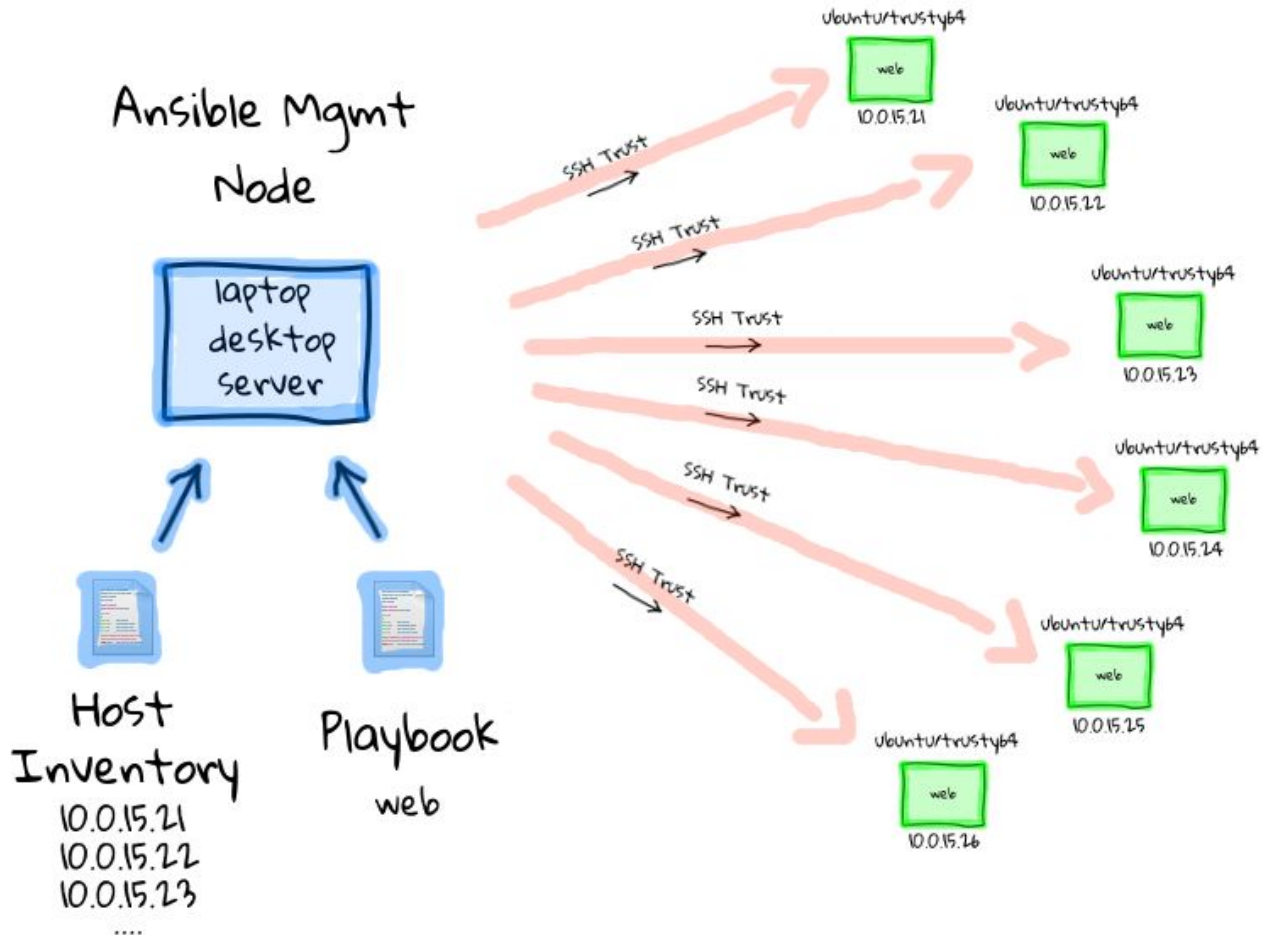 Ansible Mgmt
Node
laptop
desktop
server
Host
Inventory
10.0.15.21
10.0.15.22
10.0.15.23
....
Playbook
web
SSH Trust
SSH Trust
SSH Trust
SSH Trust
SSH Trust
SSH Trust
ubuntu/trusty64
web
10.0.15.21
ubuntu/trusty64
web
10.0.15.22
ubuntu/trusty64
web
10.0.15.23
ubuntu/trusty64
web
10.0.15.24
ubuntu/trusty64
web
10.0.15.25
ubuntu/trusty64
web
10.0.15.26